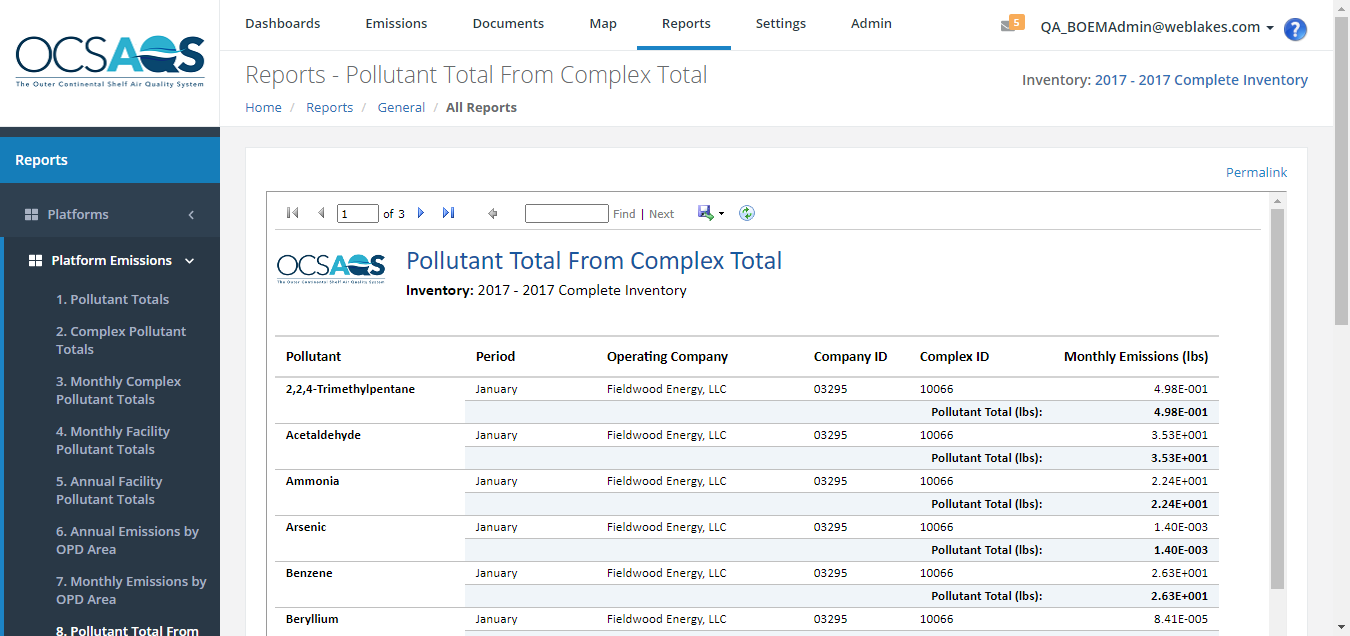 Dashboards Emissions Documents Map Reports Settings Admin 5 QA_BOEMAdmin@weblakes.com ?
OCSAQS
The Outer Continental Shelf Air Quality System
Reports - Pollutant Total From Complex Total
Inventory: 2017 - 2017 Complete Inventory
Home / Reports / General / All Reports
Reports
Platforms
Platform Emissions
1. Pollutant Totals
2. Complex Pollutant
Totals
3. Monthly Complex
Pollutant Totals
4. Monthly Facility
Pollutant Totals
5. Annual Facility
Pollutant Totals
6. Annual Emissions by
OPD Area
7. Monthly Emissions by
OPD Area
8. Pollutant Total From
Permalink
1 of 3 Find | Next
OCSAQS
The Outer Continental Shelf Air Quality System
Pollutant Total From Complex Total
Inventory: 2017 - 2017 Complete Inventory
Pollutant Period Operating Company Company ID Complex ID Monthly Emissions (lbs)
2,2,4-Trimethylpentane January Fieldwood Energy, LLC 03295 10066 4.98E-001
Pollutant Total (lbs): 4.98E-001
Acetaldehyde January Fieldwood Energy, LLC 03295 10066 3.53E+001
Pollutant Total (lbs): 3.53E+001
Ammonia January Fieldwood Energy, LLC 03295 10066 2.24E+001
Pollutant Total (lbs): 2.24E+001
Arsenic January Fieldwood Energy, LLC 03295 10066 1.40E-003
Pollutant Total (lbs): 1.40E-003
Benzene January Fieldwood Energy, LLC 03295 10066 2.63E+001
Pollutant Total (lbs): 2.63E+001
Beryllium January Fieldwood Energy, LLC 03295 10066 8.41E-005